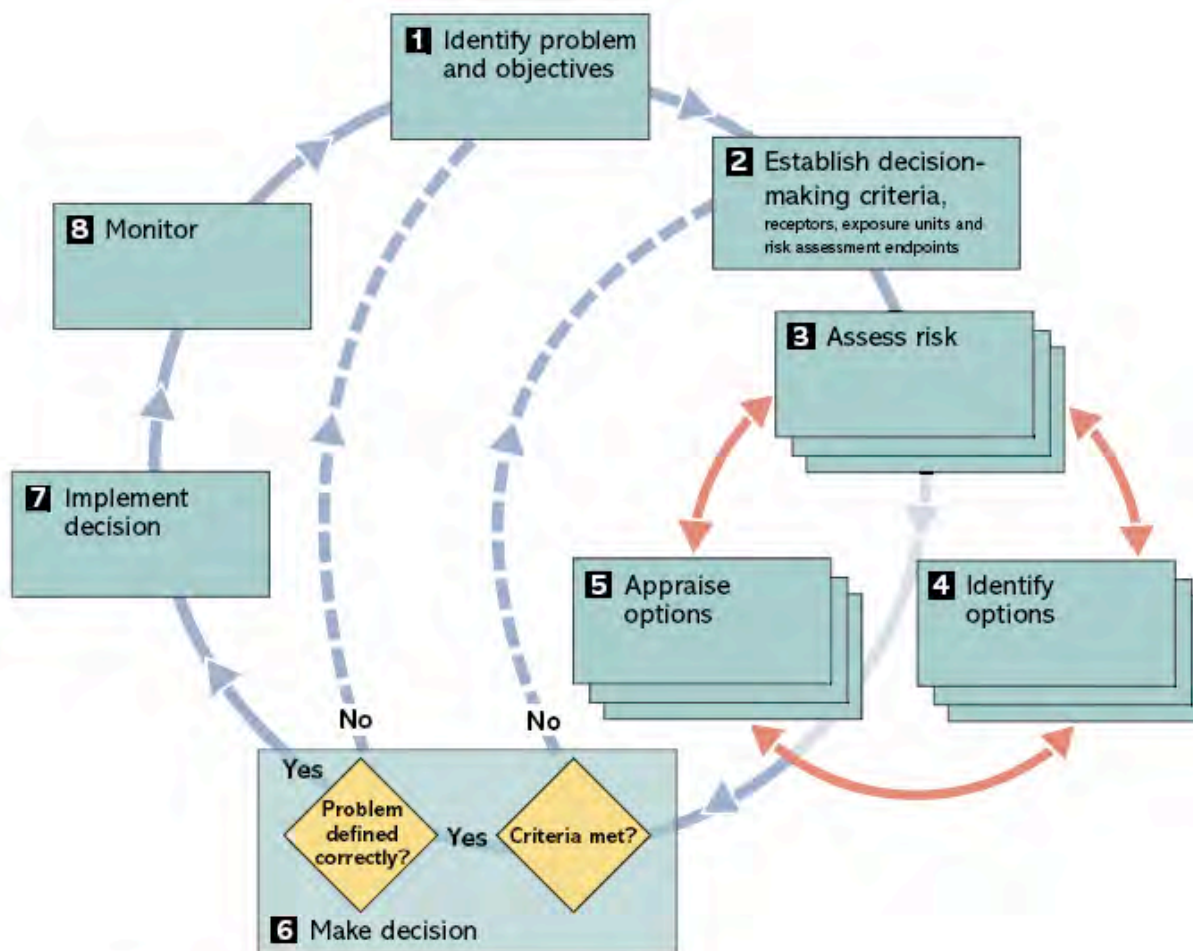 1 Identify problem
and objectives
2 Establish decision-
making criteria,
receptors, exposure units and
risk assessment endpoints
8 Monitor
3 Assess risk
7 Implement
decision
5 Appraise
options
4 Identify
options
No
No
Yes
Problem
defined
correctly?
Yes
Criteria met?
6 Make decision